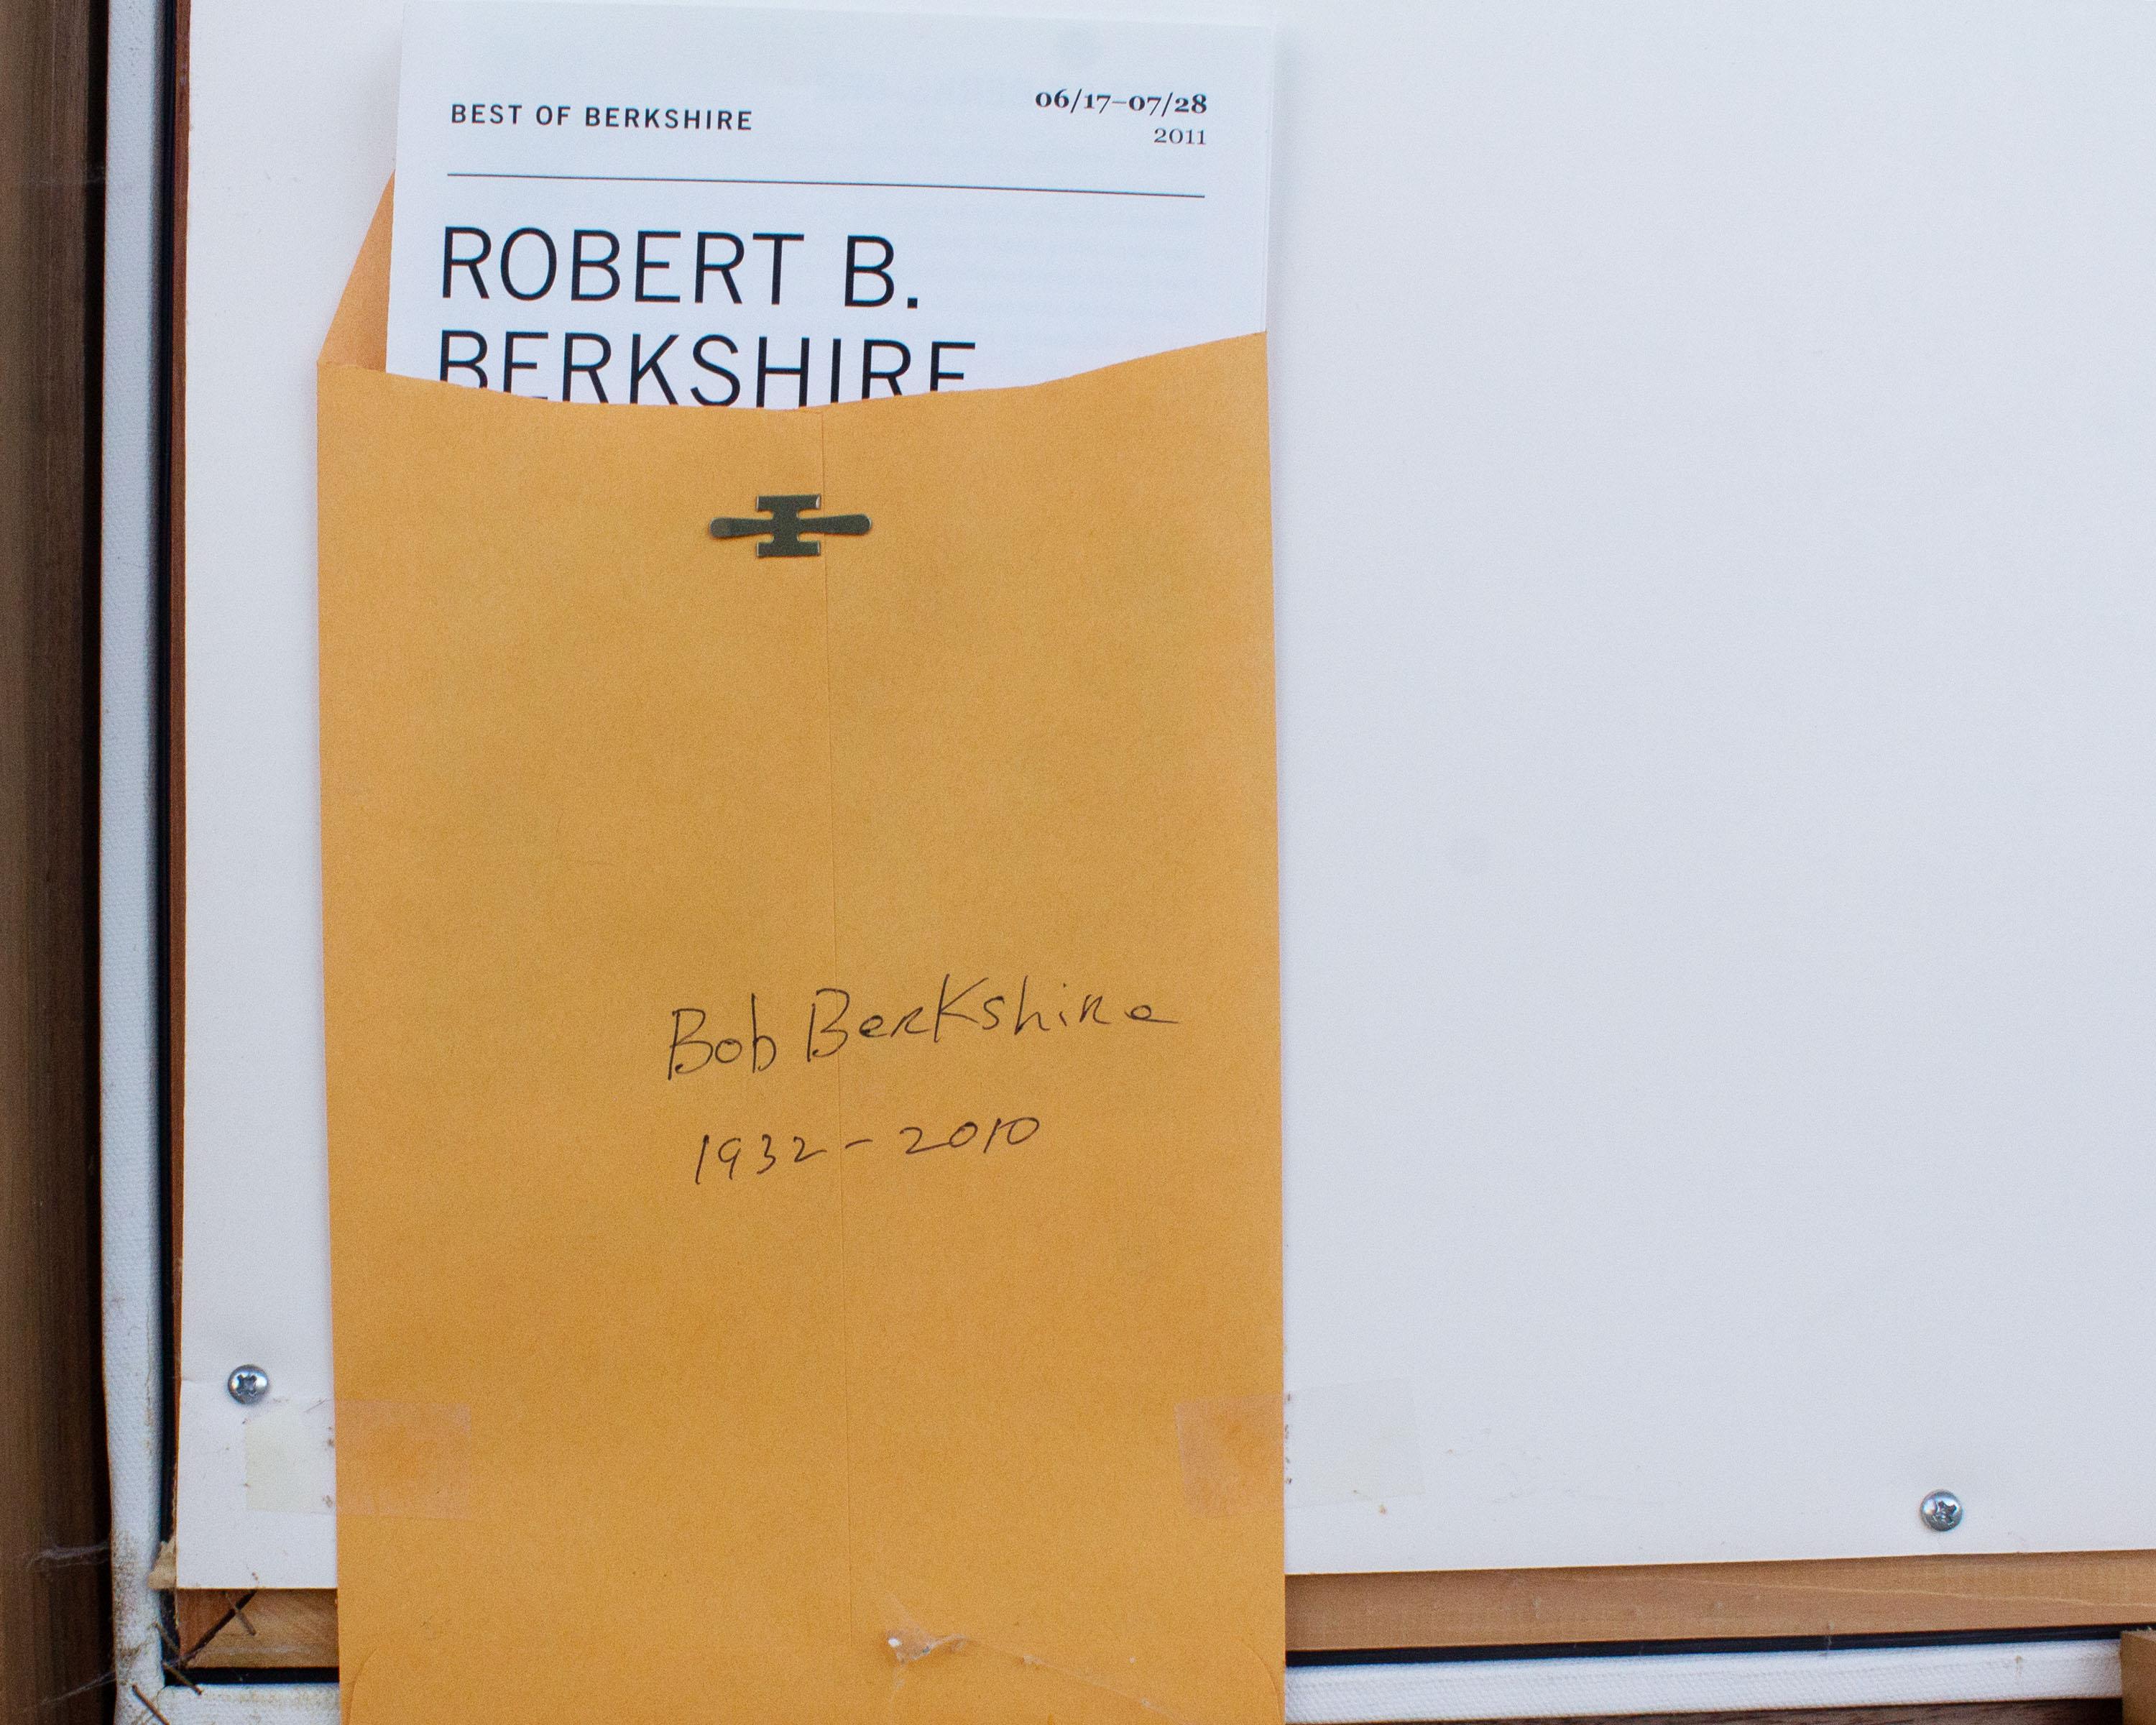 BEST OF BERKSHIRE
06/17–07/28
2011
ROBERT B.
BERKSHIRE
Bob Berkshire
1932 - 2010